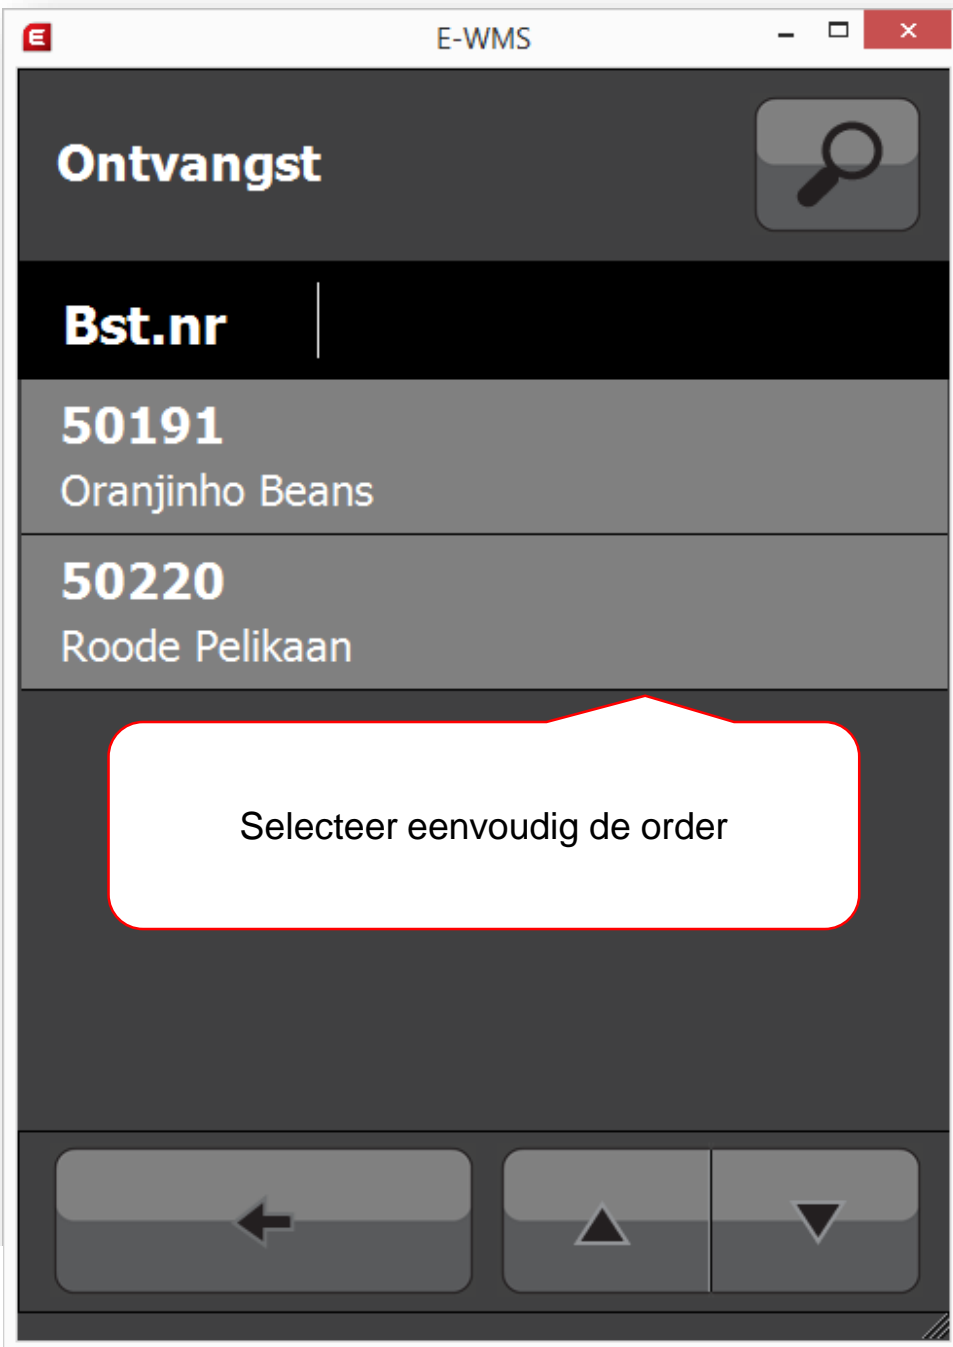 E-WMS
Ontvangst
Bst.nr
50191
Oranjinho Beans
50220
Roode Pelikaan
Selecteer eenvoudig de order